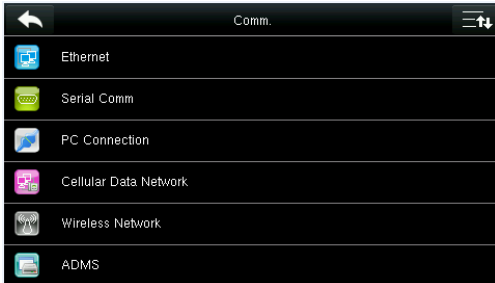 Comm.
Ethernet
Serial Comm
PC Connection
Cellular Data Network
Wireless Network
ADMS